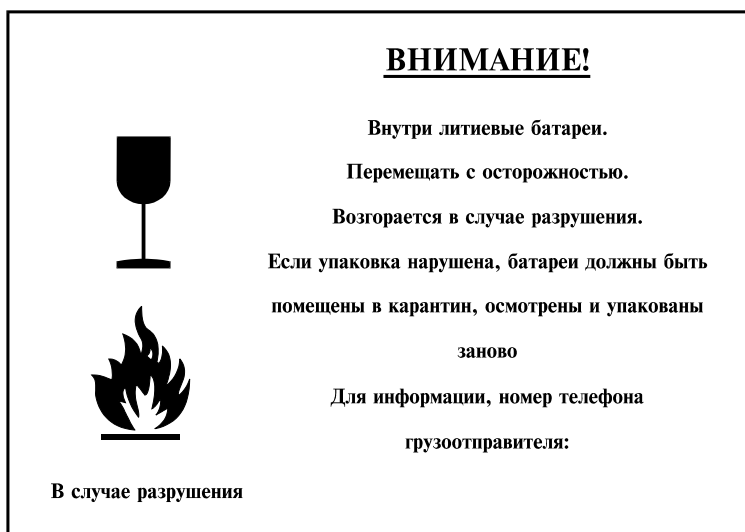 ВНИМАНИЕ!
Внутри литиевые батареи.
Перемещать с осторожностью.
Возгорается в случае разрушения.
Если упаковка нарушена, батареи должны быть
помещены в карантин, осмотрены и упакованы
заново
Для информации, номер телефона
грузоотправителя:
В случае разрушения